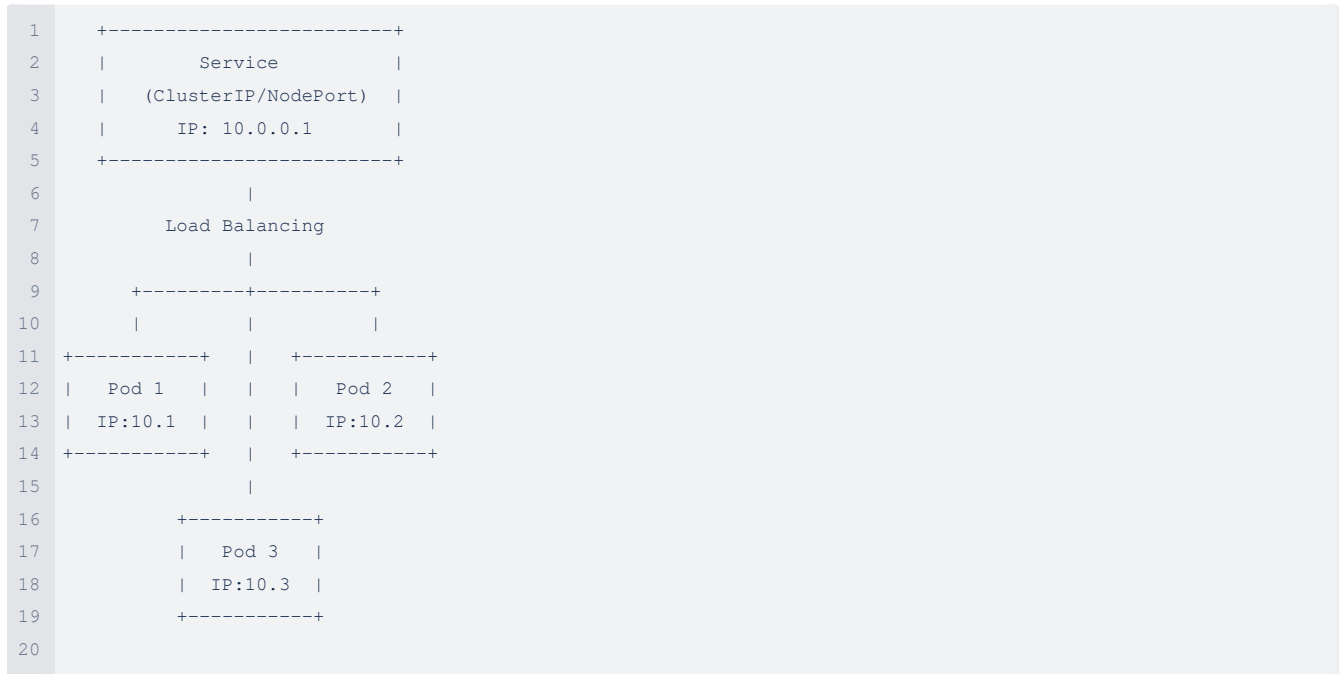 1 +-------------------------+
2 | Service |
3 | (ClusterIP/NodePort) |
4 | IP: 10.0.0.1 |
5 +-------------------------+
6 |
7 Load Balancing
8 |
9 +---------+----------+
10 | | |
11 +-----------+ | +-----------+
12 | Pod 1 | | | Pod 2 |
13 | IP:10.1 | | | IP:10.2 |
14 +-----------+ | +-----------+
15 |
16 +-----------+
17 | Pod 3 |
18 | IP:10.3 |
19 +-----------+
20